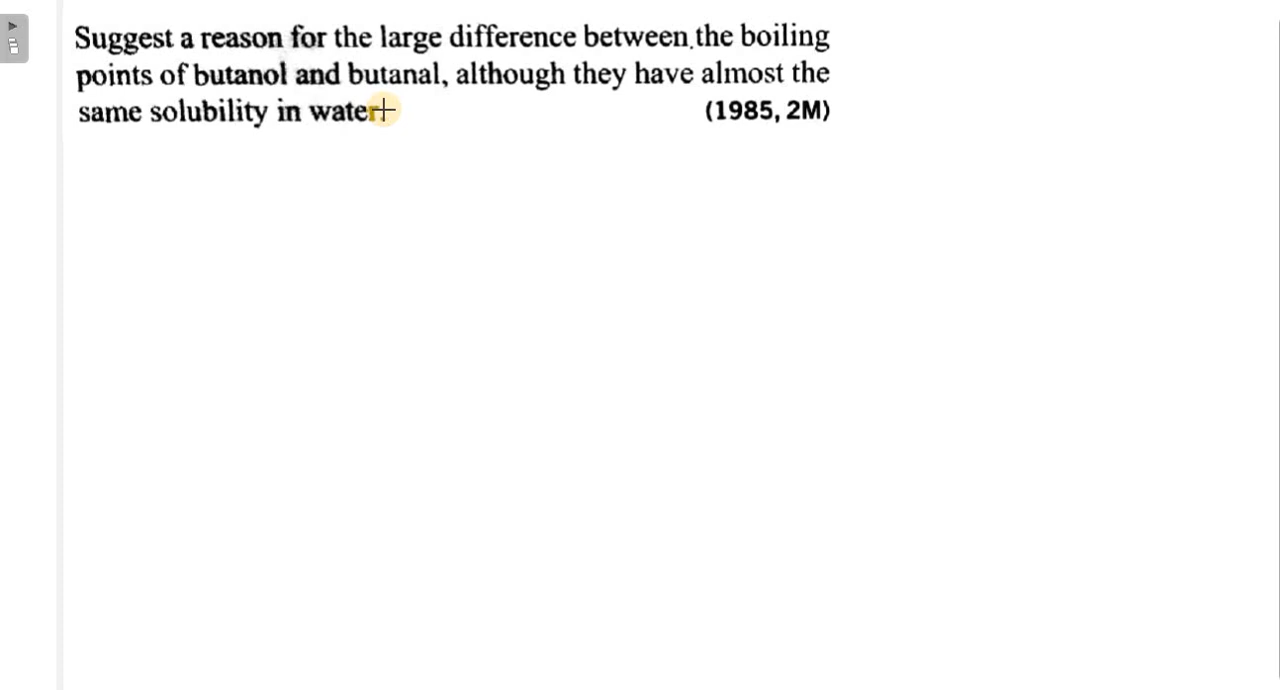 Suggest a reason for the large difference between the boiling
points of butanol and butanal, although they have almost the
same solubility in water.
(1985, 2M)